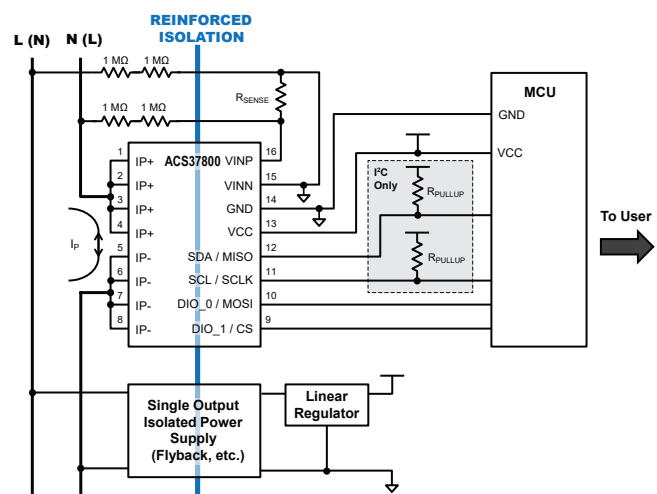 REINFORCED
ISOLATION
L (N)
N (L)
1 MΩ
1 MΩ
1 MΩ
1 MΩ
RSENSE
MCU
GND
VCC
I²C
Only
RPULLUP
RPULLUP
To User
ACS37800
1
IP+
2
IP+
3
IP+
4
IP+
5
IP-
6
IP-
7
IP-
8
IP-
IP
VINP
16
VINN
15
GND
14
VCC
13
SDA / MISO
12
SCL / SCLK
11
DIO_0 / MOSI
10
DIO_1 / CS
9
Single Output
Isolated Power
Supply
(Flyback, etc.)
Linear
Regulator